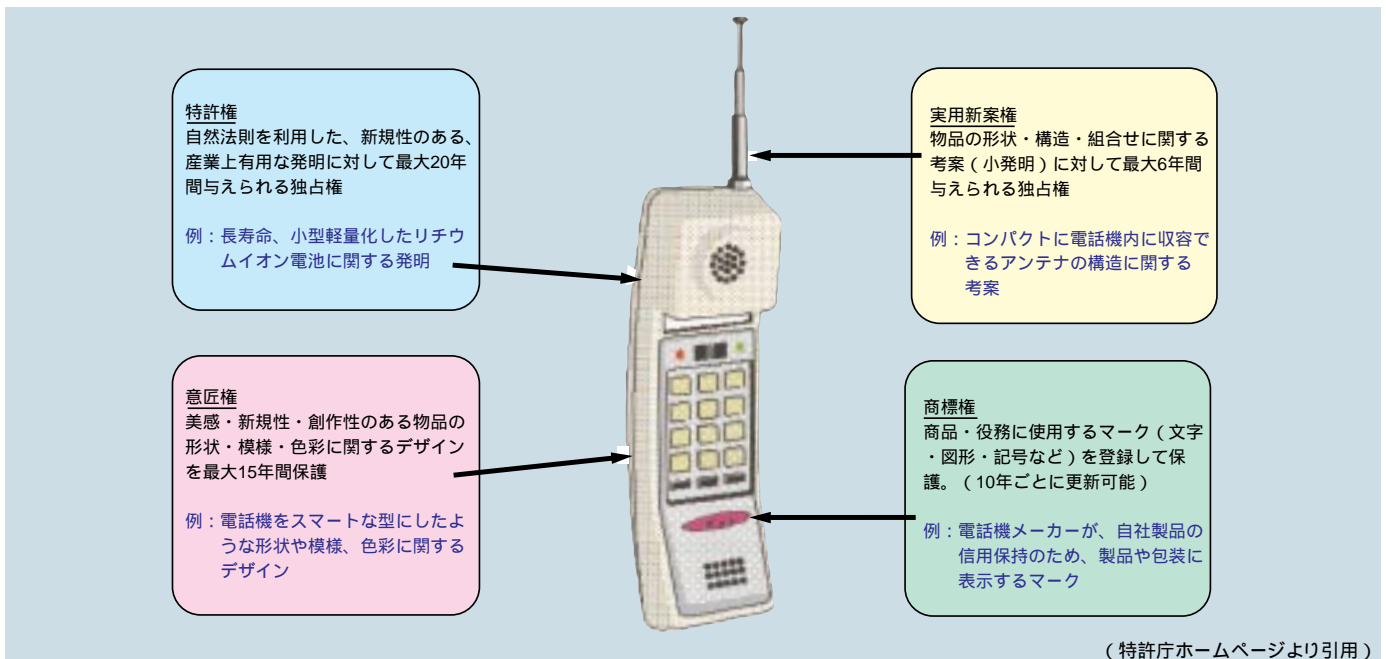 特許権
自然法則を利用した、新規性のある、
産業上有用な発明に対して最大20年
間与えられる独占権
例：長寿命、小型軽量化したリチウ
ムイオン電池に関する発明
実用新案権
物品の形状・構造・組合せに関する
考案（小発明）に対して最大6年間
与えられる独占権
例：コンパクトに電話機内に収容で
きるアンテナの構造に関する
考案
意匠権
美感・新規性・創作性のある物品の
形状・模様・色彩に関するデザイン
を最大15年間保護
例：電話機をスマートな型にしたよ
うな形状や模様、色彩に関する
デザイン
商標権
商品・役務に使用するマーク（文字
・図形・記号など）を登録して保
護。（10年ごとに更新可能）
例：電話機メーカーが、自社製品の
信用保持のため、製品や包装に
表示するマーク
（特許庁ホームページより引用）